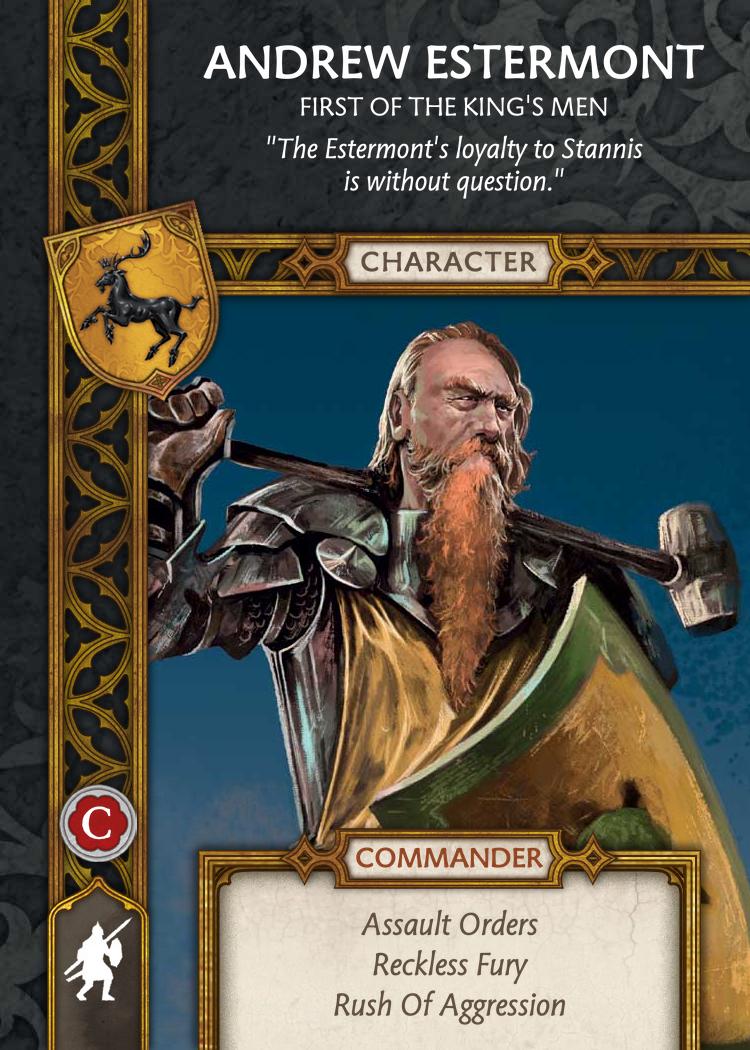 ANDREW ESTERMONT
FIRST OF THE KING'S MEN
"The Estermont's loyalty to Stannis
is without question."
CHARACTER
C
COMMANDER
Assault Orders
Reckless Fury
Rush Of Aggression